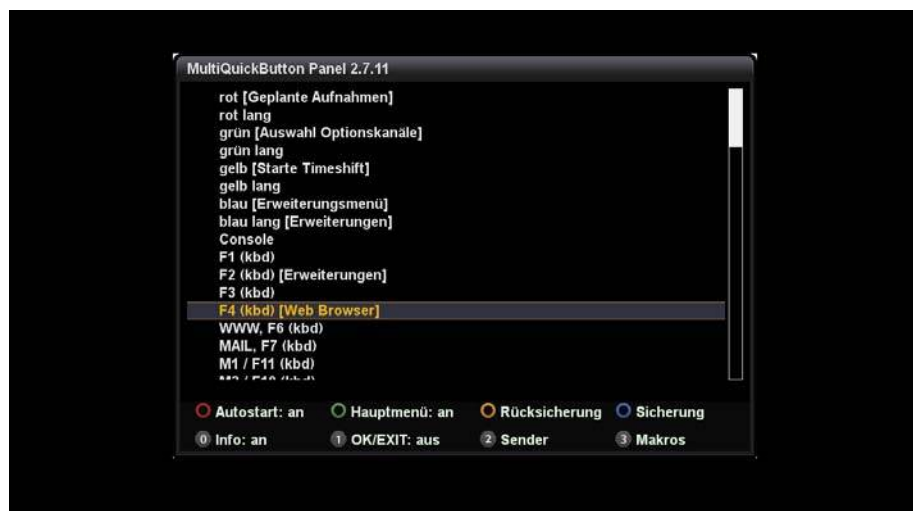 MultiQuickButton Panel 2.7.11
rot [Geplante Aufnahmen]
rot lang
grün [Auswahl Optionskanäle]
grün lang
gelb [Starte Timeshift]
gelb lang
blau [Erweiterungsmenü]
blau lang [Erweiterungen]
Console
F1 (kbd)
F2 (kbd) [Erweiterungen]
F3 (kbd)
F4 (kbd) [Web Browser]
WWW, F6 (kbd)
MAIL, F7 (kbd)
M1 / F11 (kbd)
Autostart: an Hauptmenü: an Rücksicherung Sicherung
0 Info: an 1 OK/EXIT: aus 2 Sender 3 Makros